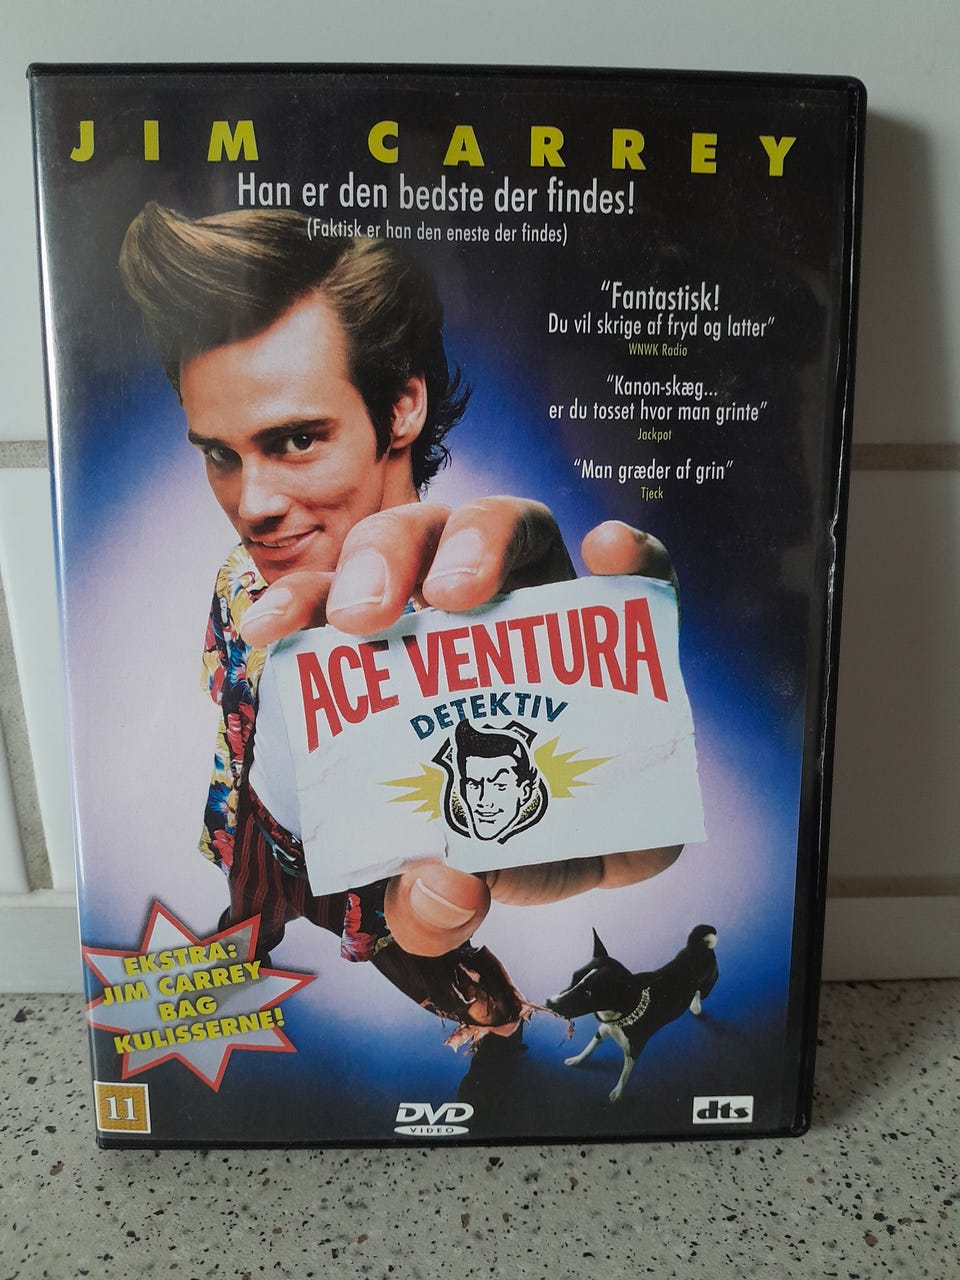 JIM CARREY
Han er den bedste der findes!
(Faktisk er han den eneste der findes)
“Fantastisk!
Du vil skrige af fryd og latter”
WNWK Radio
“Kanon-skæg...
er du tosset hvor man grinte”
Jackpot
“Man græder af grin”
Tjeck
ACE VENTURA
DETEKTIV
EKSTRA:
JIM CARREY
BAG
KULISSERNE!
11
DVD
VIDEO
dts